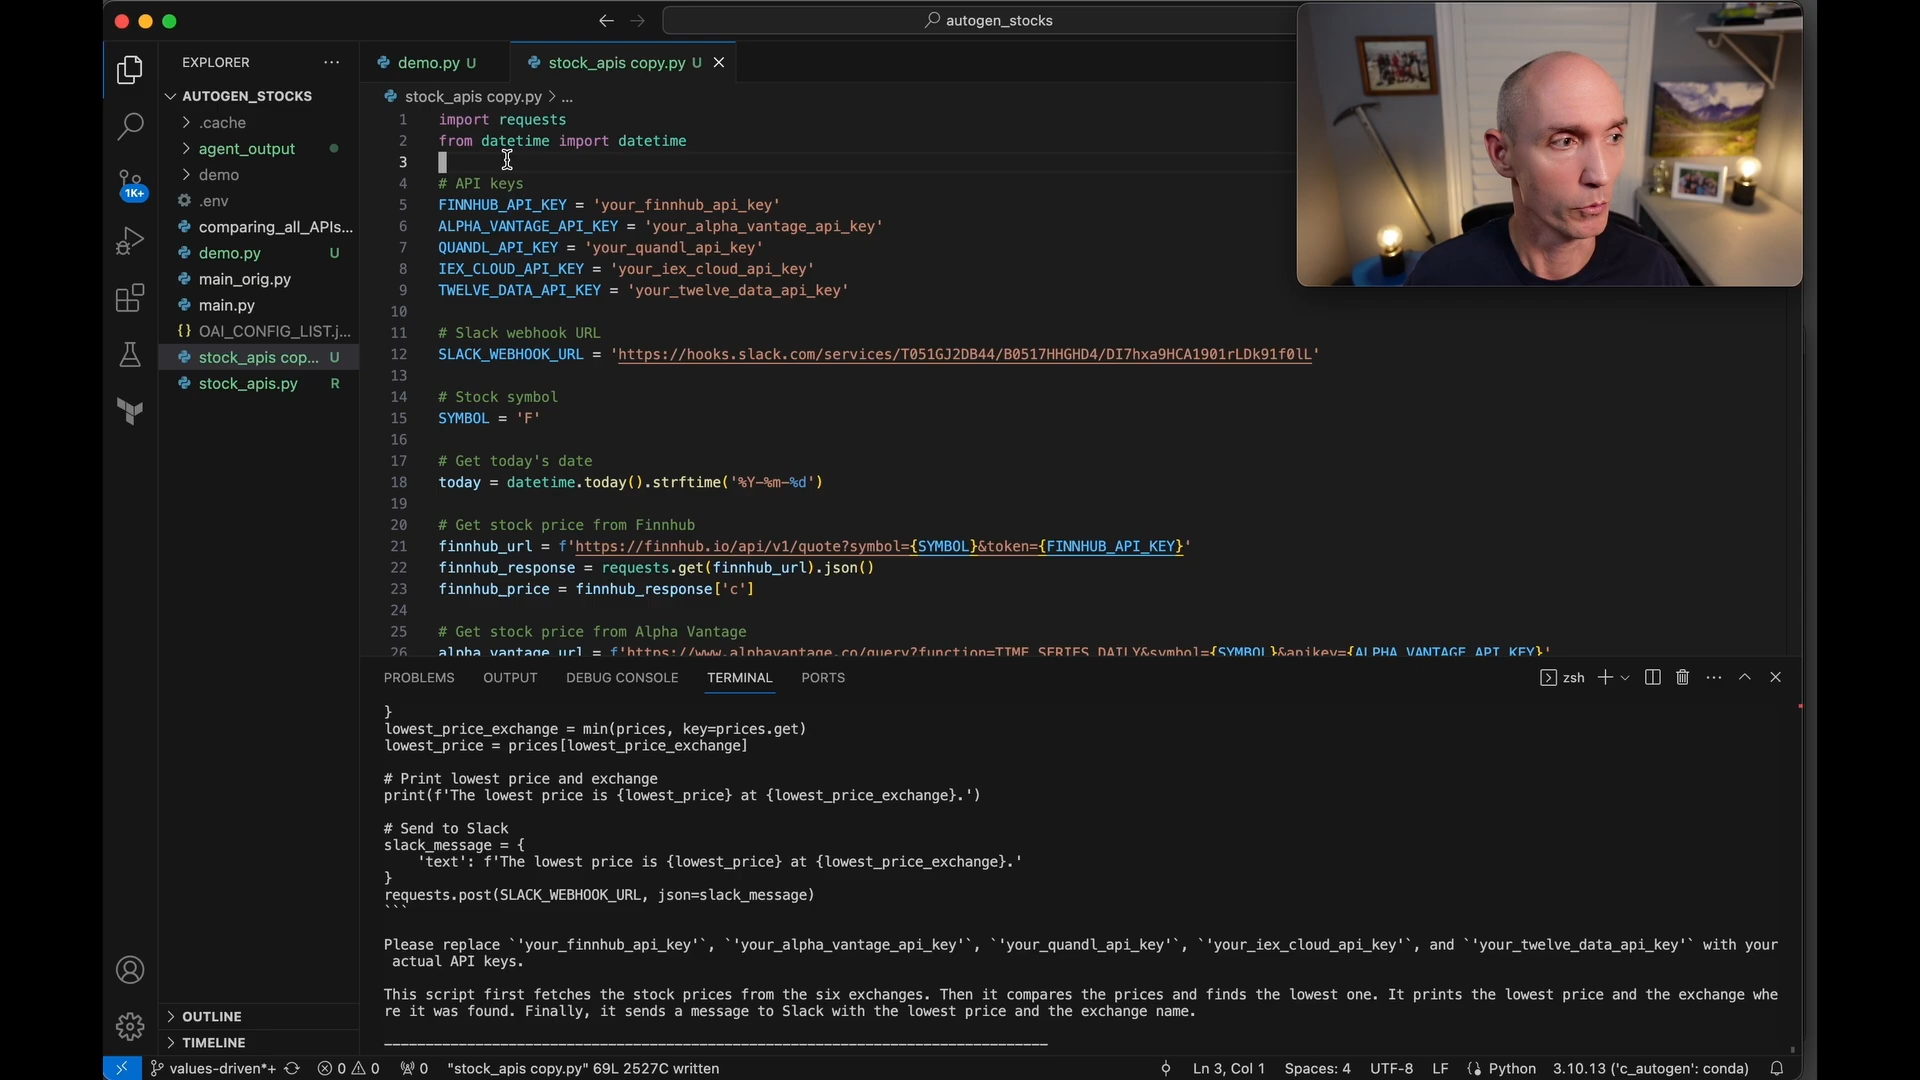 autogen_stocks
EXPLORER
AUTOGEN_STOCKS
.cache
agent_output
demo
.env
comparing_all_APIs...
demo.py U
main_orig.py
main.py
{} OAI_CONFIG_LIST.j...
stock_apis cop... U
stock_apis.py R
OUTLINE
TIMELINE
1K+
demo.py U
stock_apis copy.py U
stock_apis copy.py > ...
1 import requests
2 from datetime import datetime
3
4 # API keys
5 FINNHUB_API_KEY = 'your_finnhub_api_key'
6 ALPHA_VANTAGE_API_KEY = 'your_alpha_vantage_api_key'
7 QUANDL_API_KEY = 'your_quandl_api_key'
8 IEX_CLOUD_API_KEY = 'your_iex_cloud_api_key'
9 TWELVE_DATA_API_KEY = 'your_twelve_data_api_key'
10
11 # Slack webhook URL
12 SLACK_WEBHOOK_URL = 'https://hooks.slack.com/services/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'
13
14 # Stock symbol
15 SYMBOL = 'F'
16
17 # Get today's date
18 today = datetime.today().strftime('%Y-%m-%d')
19
20 # Get stock price from Finnhub
21 finnhub_url = f'https://finnhub.io/api/v1/quote?symbol={SYMBOL}&token={FINNHUB_API_KEY}'
22 finnhub_response = requests.get(finnhub_url).json()
23 finnhub_price = finnhub_response['c']
24
25 # Get stock price from Alpha Vantage
26 alpha_vantage_url = f'https://www.alphavantage.co/query?function=TIME_SERIES_DAILY&symbol={SYMBOL}&apikey={ALPHA_VANTAGE_API_KEY}'
PROBLEMS OUTPUT DEBUG CONSOLE TERMINAL PORTS
zsh
}
lowest_price_exchange = min(prices, key=prices.get)
lowest_price = prices[lowest_price_exchange]
# Print lowest price and exchange
print(f'The lowest price is {lowest_price} at {lowest_price_exchange}.')
# Send to Slack
slack_message = {
'text': f'The lowest price is {lowest_price} at {lowest_price_exchange}.'
}
requests.post(SLACK_WEBHOOK_URL, json=slack_message)
```
Please replace `'your_finnhub_api_key'`, `'your_alpha_vantage_api_key'`, `'your_quandl_api_key'`, `'your_iex_cloud_api_key'`, and `'your_twelve_data_api_key'` with your
actual API keys.
This script first fetches the stock prices from the six exchanges. Then it compares the prices and finds the lowest one. It prints the lowest price and the exchange whe
re it was found. Finally, it sends a message to Slack with the lowest price and the exchange name.
--------------------------------------------------------------------------------
values-driven*+ 0 0 0 "stock_apis copy.py" 69L 2527C written Ln 3, Col 1 Spaces: 4 UTF-8 LF Python 3.10.13 ('c_autogen': conda)